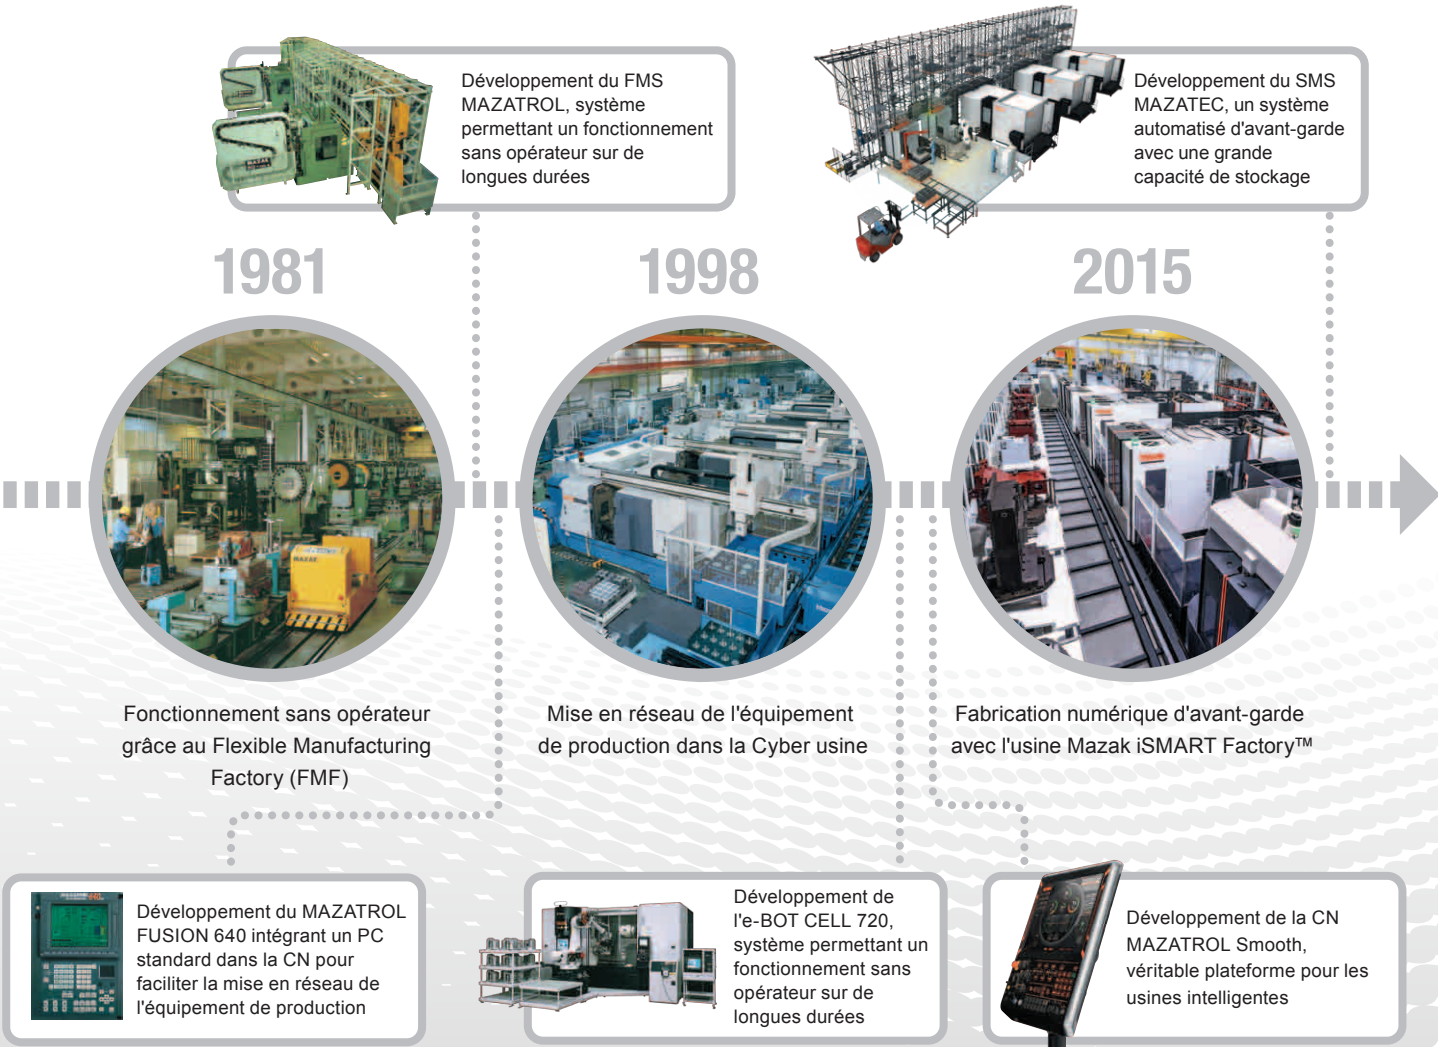 Développement du FMS
MAZATROL, système
permettant un fonctionnement
sans opérateur sur de
longues durées
Développement du SMS
MAZATEC, un système
automatisé d'avant-garde
avec une grande
capacité de stockage
1981
1998
2015
MAZAK
Fonctionnement sans opérateur
grâce au Flexible Manufacturing
Factory (FMF)
Mise en réseau de l'équipement
de production dans la Cyber usine
Fabrication numérique d'avant-garde
avec l'usine Mazak iSMART Factory™
Développement du MAZATROL
FUSION 640 intégrant un PC
standard dans la CN pour
faciliter la mise en réseau de
l'équipement de production
Développement de
l'e-BOT CELL 720,
système permettant un
fonctionnement sans
opérateur sur de
longues durées
Développement de la CN
MAZATROL Smooth,
véritable plateforme pour les
usines intelligentes